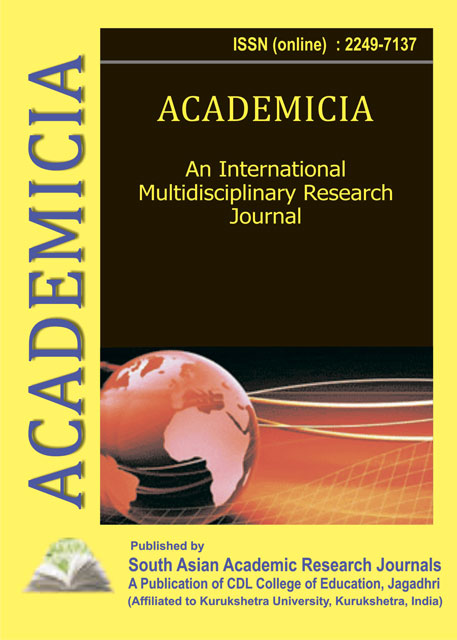 ISSN (online) : 2249-7137
ACADEMICIA
ACADEMICIA
An International
Multidisciplinary Research
Journal
Published by
South Asian Academic Research Journals
A Publication of CDL College of Education, Jagadhri
(Affiliated to Kurukshetra University, Kurukshetra, India)